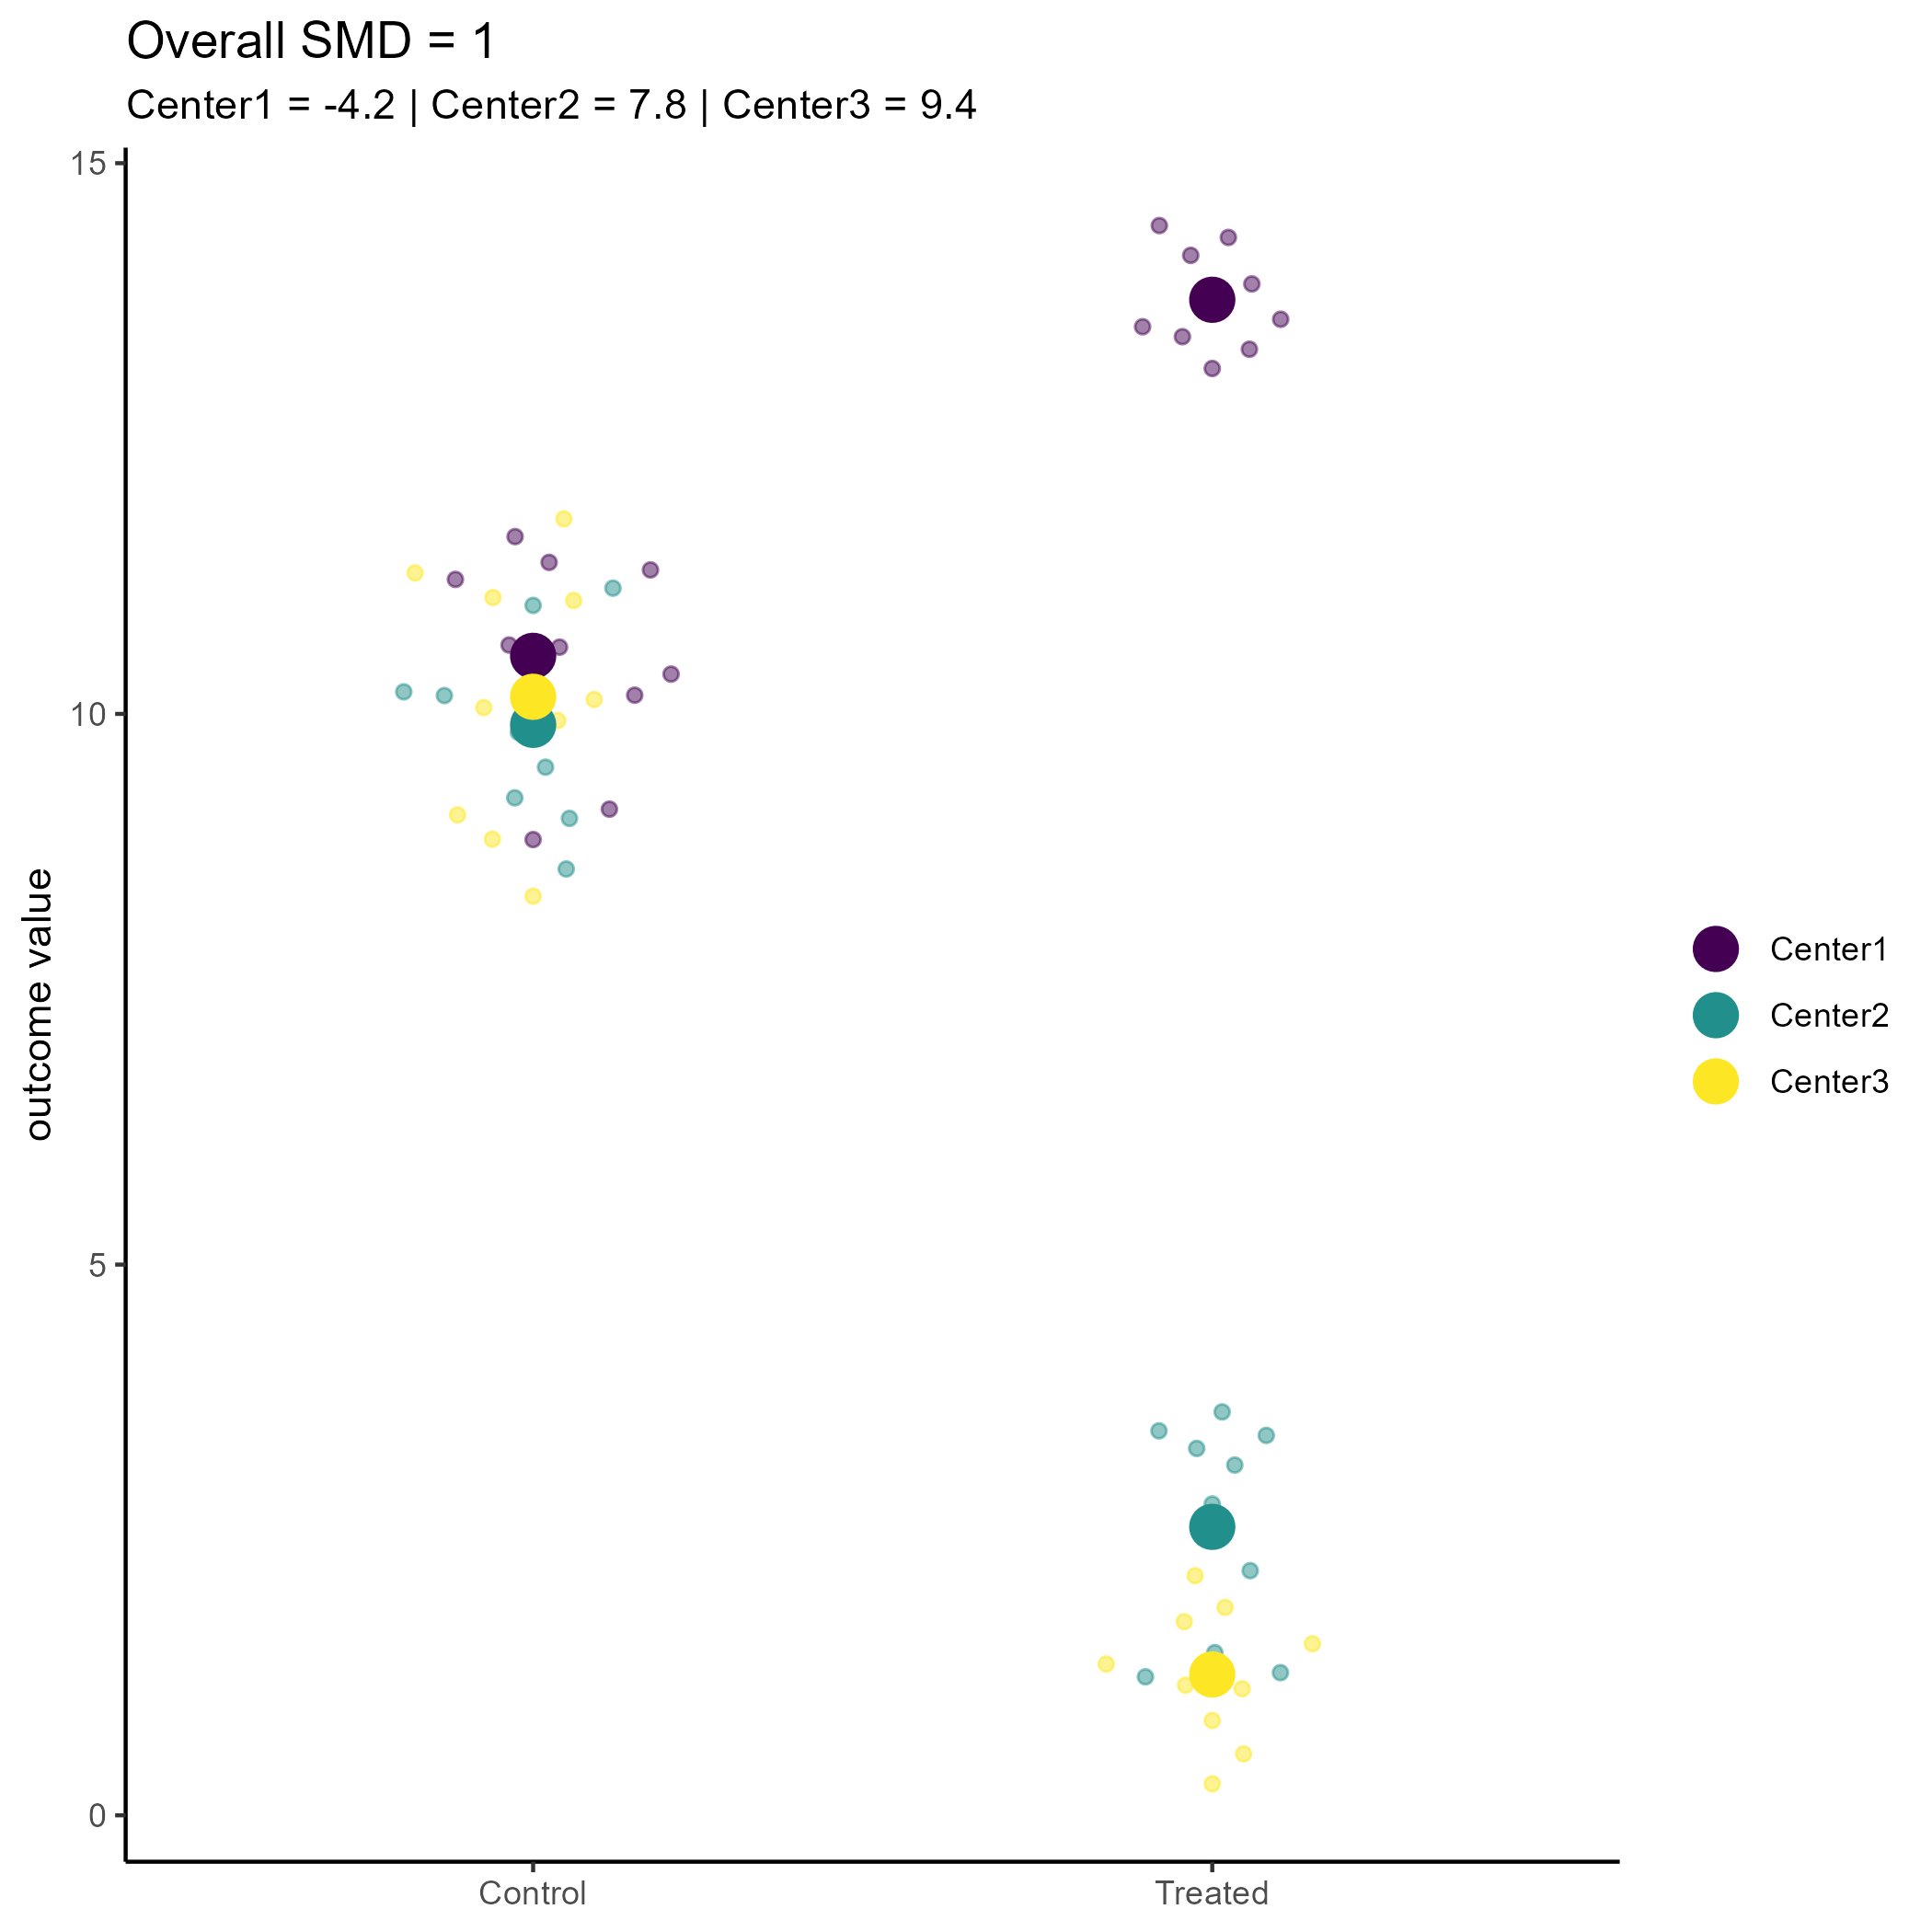 Overall SMD = 1
Center1 = -4.2 | Center2 = 7.8 | Center3 = 9.4
15
10
5
0
outcome value
Control
Treated
Center1
Center2
Center3